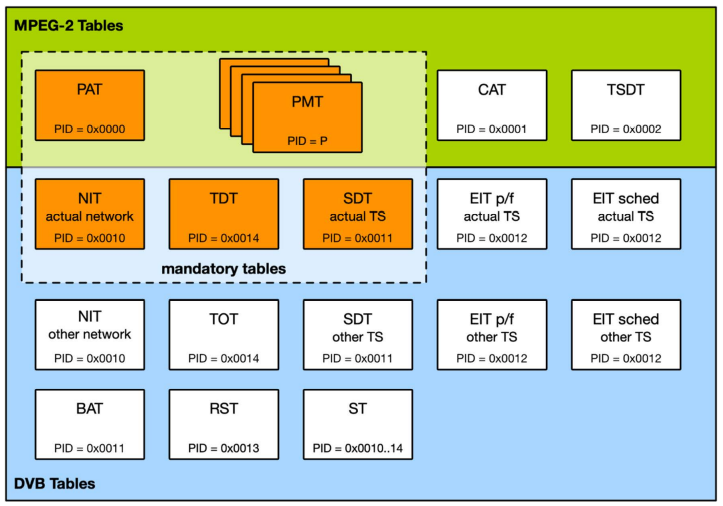 MPEG-2 Tables
PAT
PID = 0x0000
PMT
PID = P
CAT
PID = 0x0001
TSDT
PID = 0x0002
NIT
actual network
PID = 0x0010
TDT
PID = 0x0014
SDT
actual TS
PID = 0x0011
EIT p/f
actual TS
PID = 0x0012
EIT sched
actual TS
PID = 0x0012
mandatory tables
NIT
other network
PID = 0x0010
TOT
PID = 0x0014
SDT
other TS
PID = 0x0011
EIT p/f
other TS
PID = 0x0012
EIT sched
other TS
PID = 0x0012
BAT
PID = 0x0011
RST
PID = 0x0013
ST
PID = 0x0010..14
DVB Tables